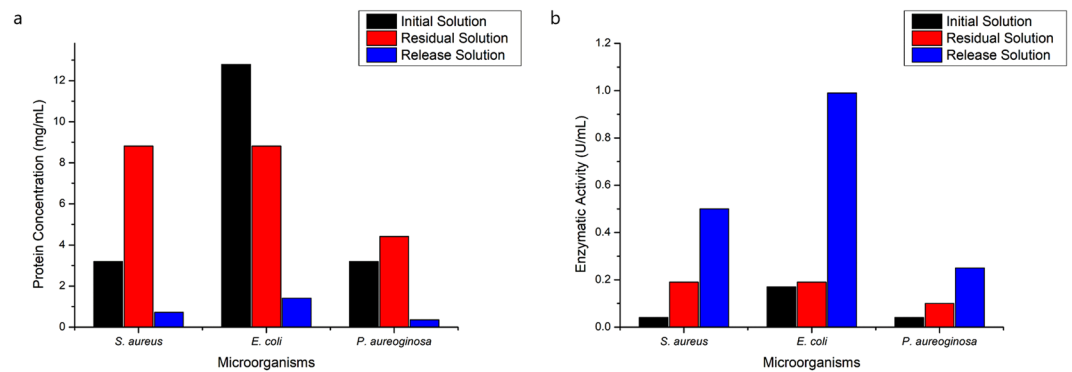 a
Initial Solution
Residual Solution
Release Solution
Protein Concentration (mg/mL)
12
10
8
6
4
2
0
S. aureus
E. coli
P. aureoginosa
Microorganisms
b
Initial Solution
Residual Solution
Release Solution
Enzymatic Activity (U/mL)
1.2
1.0
0.8
0.6
0.4
0.2
0.0
S. aureus
E. coli
P. aureoginosa
Microorganisms